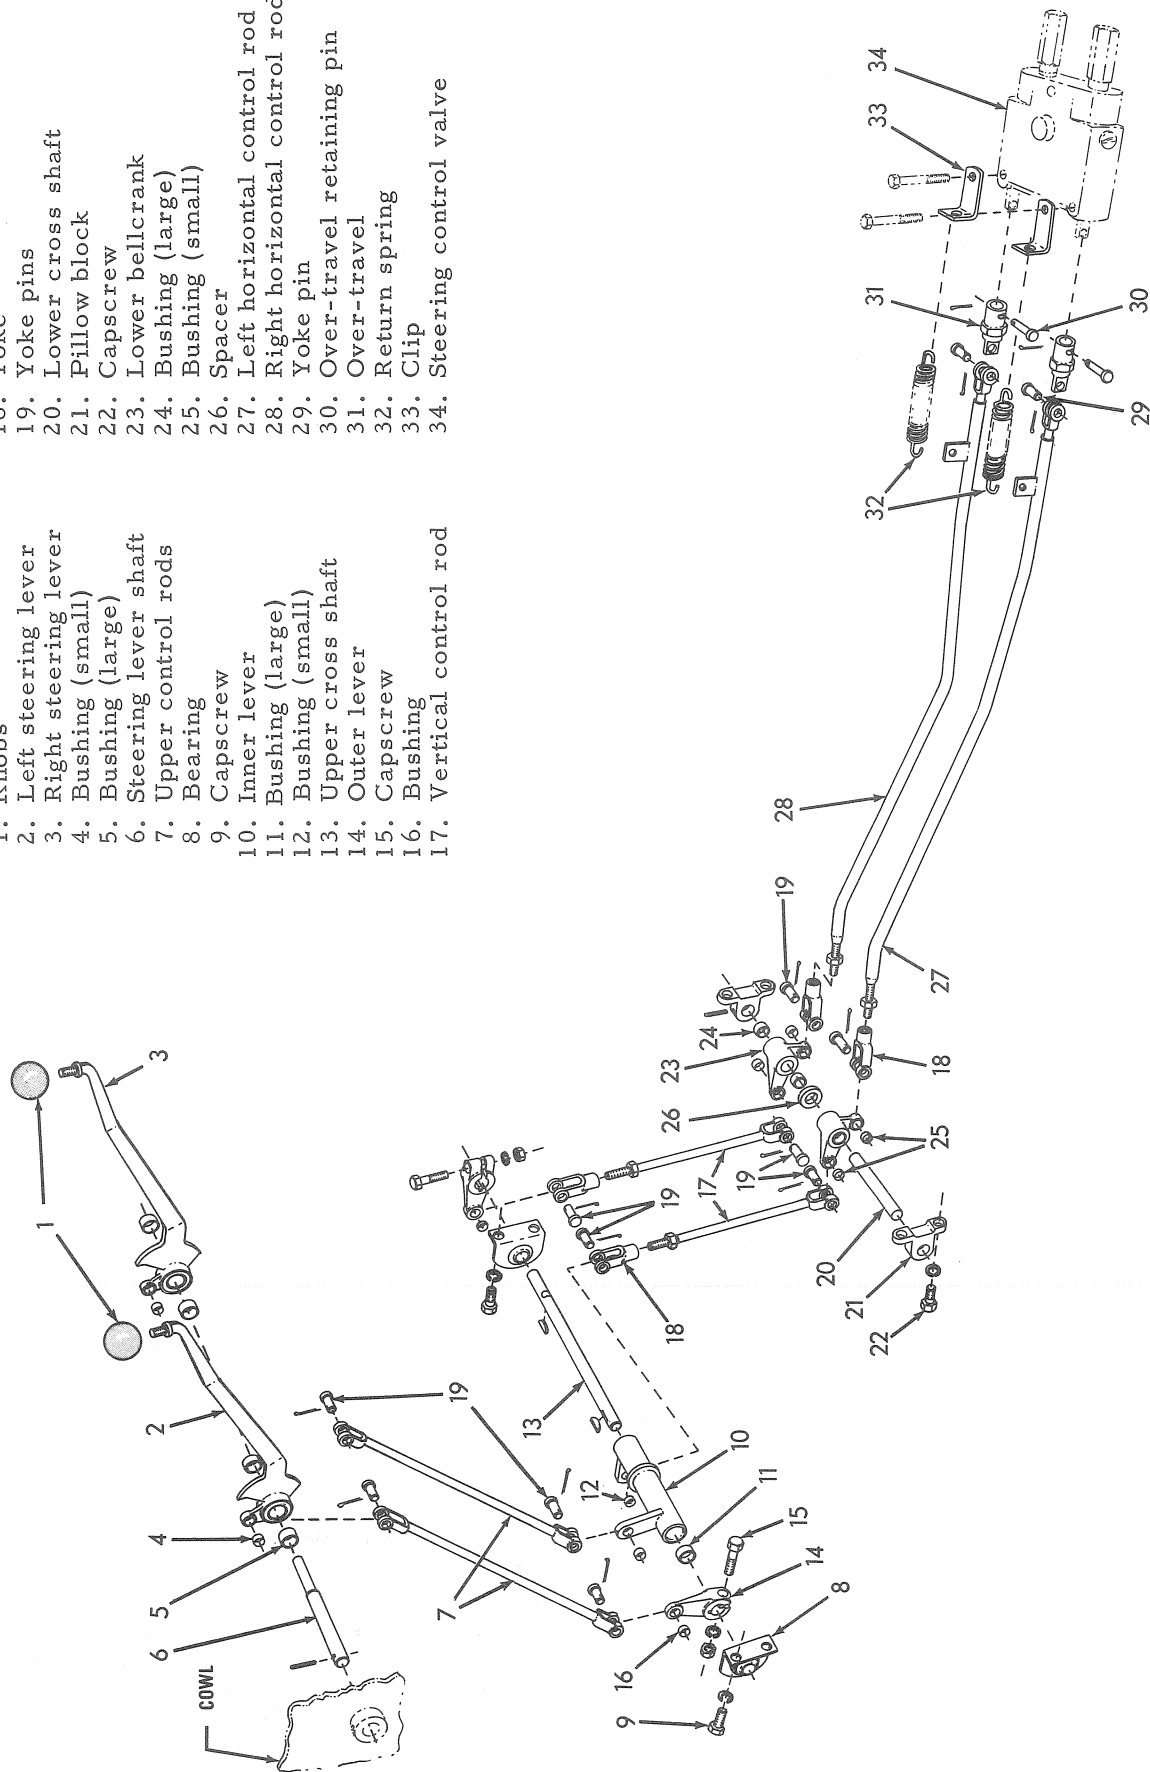 1. Knobs
2. Left steering lever
3. Right steering lever
4. Bushing (small)
5. Bushing (large)
6. Steering lever shaft
7. Upper control rods
8. Bearing
9. Capscrew
10. Inner lever
11. Bushing (large)
12. Bushing (small)
13. Upper cross shaft
14. Outer lever
15. Capscrew
16. Bushing
17. Vertical control rod
18. Yoke
19. Yoke pins
20. Lower cross shaft
21. Pillow block
22. Capscrew
23. Lower bellcrank
24. Bushing (large)
25. Bushing (small)
26. Spacer
27. Left horizontal control rod
28. Right horizontal control rod
29. Yoke pin
30. Over-travel retaining pin
31. Over-travel
32. Return spring
33. Clip
34. Steering control valve
1
6
5
4
2
3
COWL
7
19
13
12
9
16
10
11
15
14
8
18
19
17
19
26
23
24
19
28
20
21
22
25
18
27
32
31
33
34
29
30